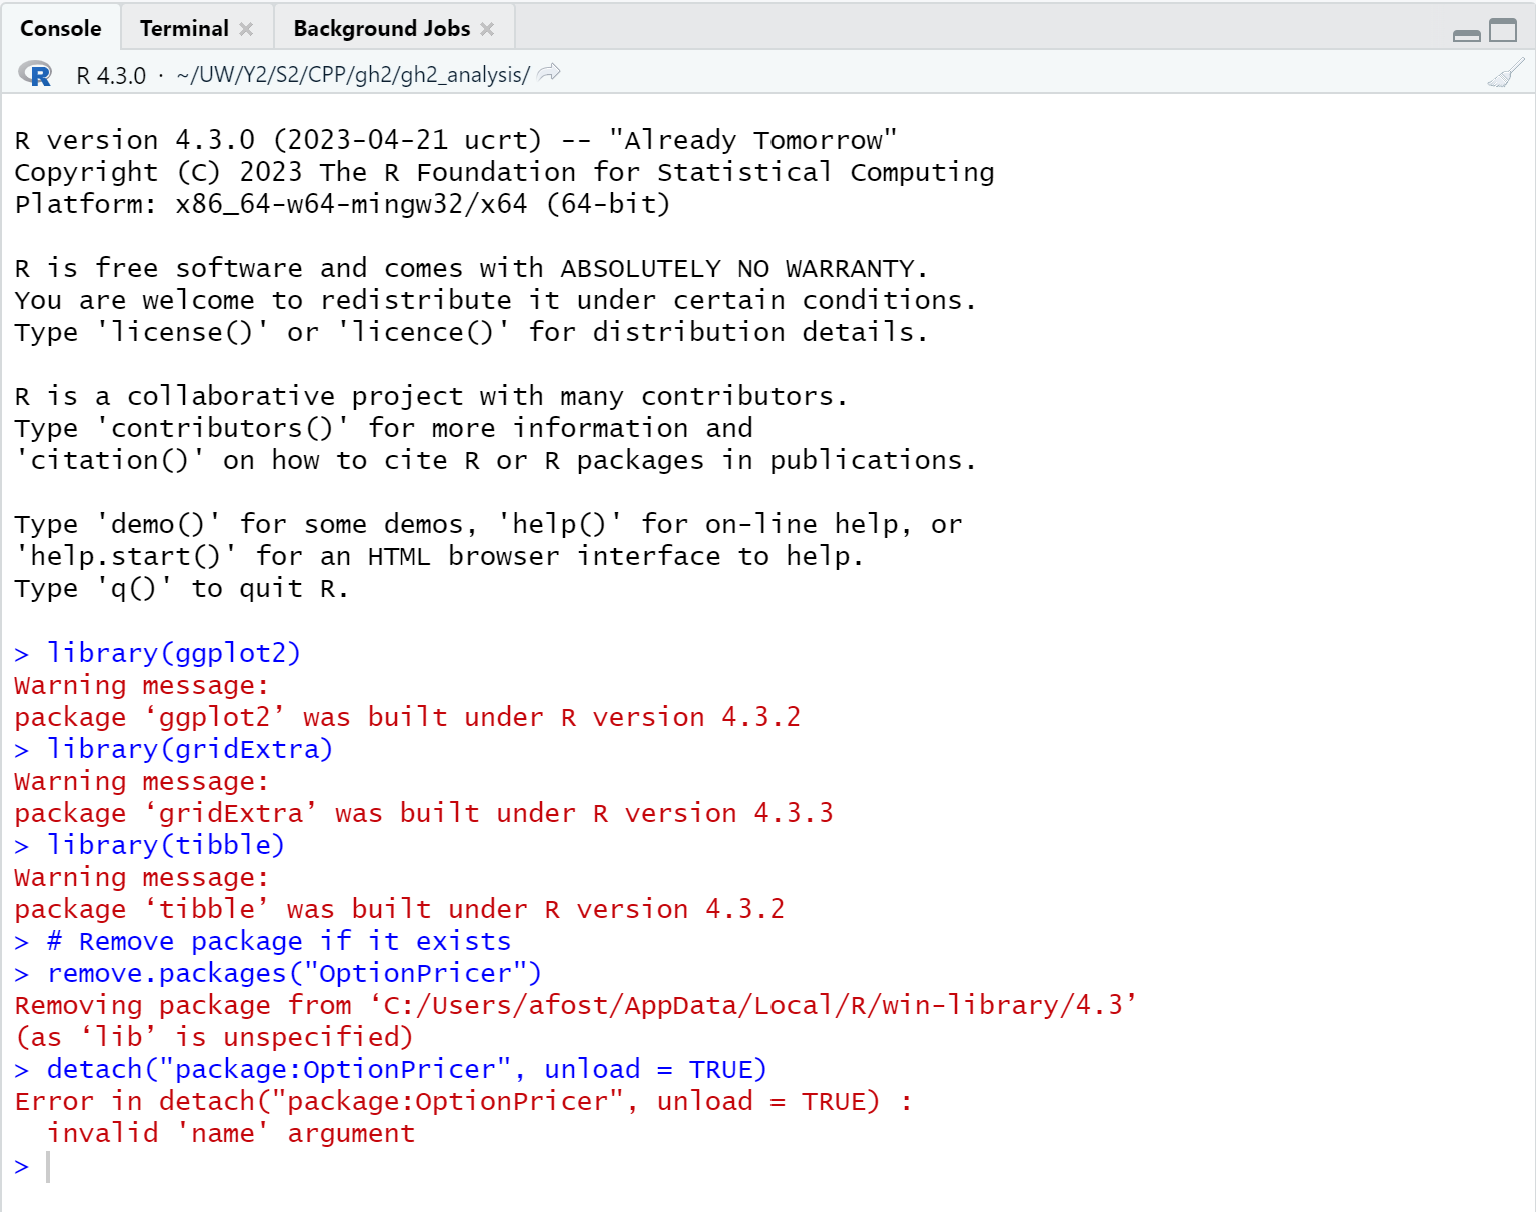 Console Terminal Background Jobs
R R 4.3.0 · ~/UW/Y2/S2/CPP/gh2/gh2_analysis/
R version 4.3.0 (2023-04-21 ucrt) -- "Already Tomorrow"
Copyright (C) 2023 The R Foundation for Statistical Computing
Platform: x86_64-w64-mingw32/x64 (64-bit)
R is free software and comes with ABSOLUTELY NO WARRANTY.
You are welcome to redistribute it under certain conditions.
Type 'license()' or 'licence()' for distribution details.
R is a collaborative project with many contributors.
Type 'contributors()' for more information and
'citation()' on how to cite R or R packages in publications.
Type 'demo()' for some demos, 'help()' for on-line help, or
'help.start()' for an HTML browser interface to help.
Type 'q()' to quit R.
> library(ggplot2)
Warning message:
package ‘ggplot2’ was built under R version 4.3.2
> library(gridExtra)
Warning message:
package ‘gridExtra’ was built under R version 4.3.3
> library(tibble)
Warning message:
package ‘tibble’ was built under R version 4.3.2
> # Remove package if it exists
> remove.packages("OptionPricer")
Removing package from ‘C:/Users/afost/AppData/Local/R/win-library/4.3’
(as ‘lib’ is unspecified)
> detach("package:OptionPricer", unload = TRUE)
Error in detach("package:OptionPricer", unload = TRUE) :
  invalid 'name' argument
>